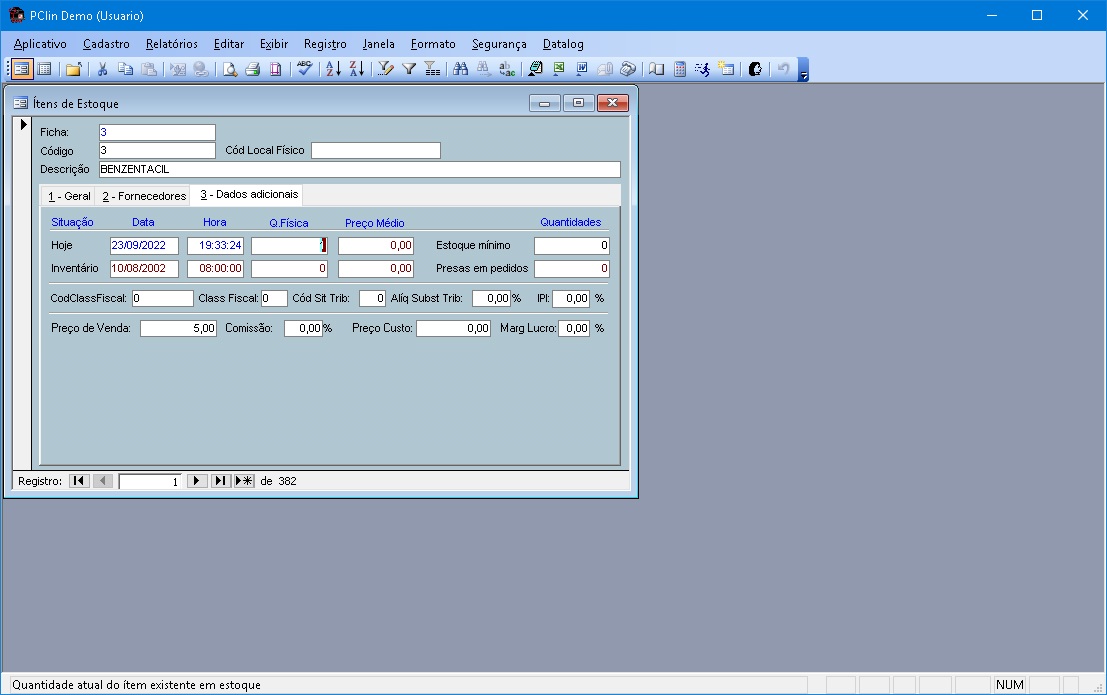 PClin Demo (Usuario)
Aplicativo Cadastro Relatórios Editar Exibir Registro Janela Formato Segurança Datalog
Ítens de Estoque
Ficha: 3
Código 3 Cód Local Físico
Descrição BENZENTACIL
1 - Geral 2 - Fornecedores 3 - Dados adicionais
Situação Data Hora Q.Física Preço Médio Quantidades
Hoje 23/09/2022 19:33:24 0,00 Estoque mínimo 0
Inventário 10/08/2002 08:00:00 0 0,00 Presas em pedidos 0
CodClassFiscal: 0 Class Fiscal: 0 Cód Sit Trib: 0 Alíq Subst Trib: 0,00 % IPI: 0,00 %
Preço de Venda: 5,00 Comissão: 0,00 % Preço Custo: 0,00 Marg Lucro: 0,00 %
Registro: 1 de 382
Quantidade atual do ítem existente em estoque NUM